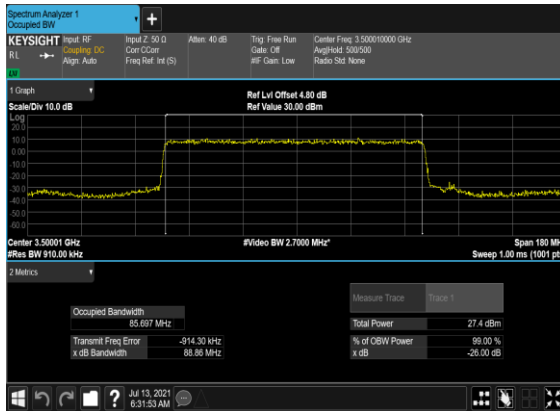 Spectrum Analyzer 1
Occupied BW
+
KEYSIGHT
RL
Input: RF
Coupling: DC
Align: Auto
Input Z: 50 Ω
Corr CCorr
Freq Ref: Int (S)
Atten: 40 dB
Trig: Free Run
Gate: Off
#IF Gain: Low
Center Freq: 3.500010000 GHz
Avg|Hold: 500/500
Radio Std: None
1 Graph
Scale/Div 10.0 dB
Ref Lvl Offset 4.80 dB
Ref Value 30.00 dBm
Log
20.0
10.0
0.00
-10.0
-20.0
-30.0
-40.0
-50.0
-60.0
Center 3.50001 GHz
#Res BW 910.00 kHz
#Video BW 2.7000 MHz*
Span 180 MH
Sweep 1.00 ms (1001 pt
2 Metrics
Measure Trace
Trace 1
Occupied Bandwidth
85.697 MHz
Total Power
27.4 dBm
Transmit Freq Error
-914.30 kHz
% of OBW Power
99.00 %
x dB Bandwidth
88.86 MHz
x dB
-26.00 dB
?
Jul 13, 2021
6:31:53 AM